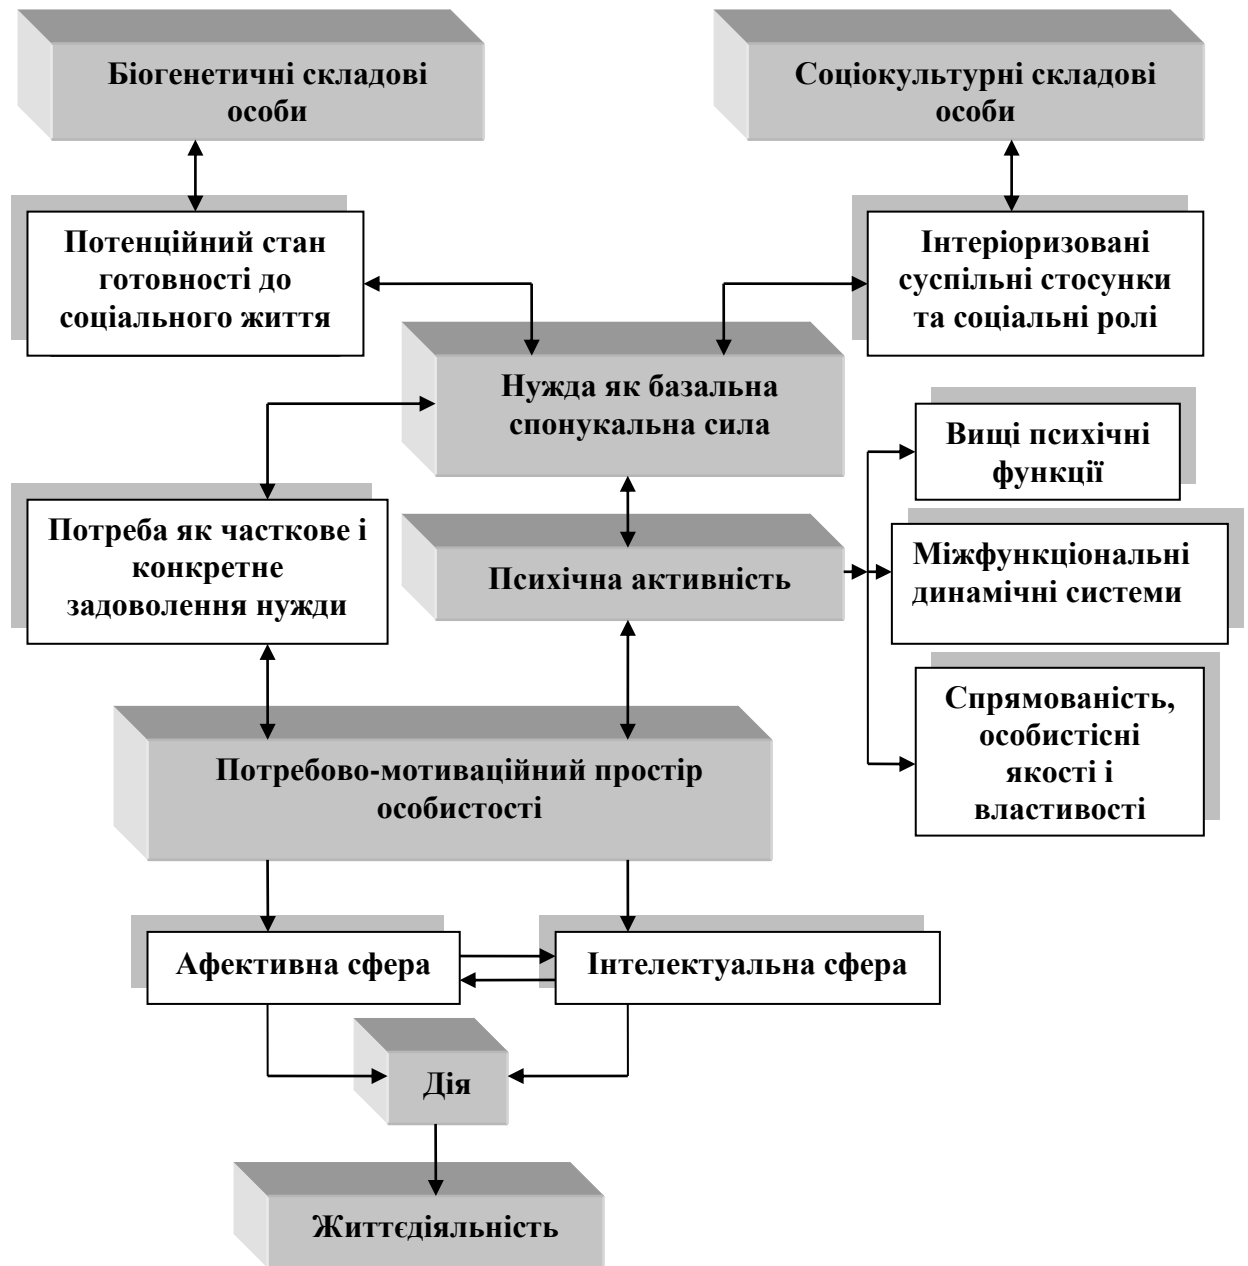 Біогенетичні складові
особи
Соціокультурні складові
особи
Потенційний стан
готовності до
соціального життя
Інтеріоризовані
суспільні стосунки
та соціальні ролі
Нужда як базальна
спонукальна сила
Вищі психічні
функції
Потреба як часткове і
конкретне
задоволення нужди
Психічна активність
Міжфункціональні
динамічні системи
Спрямованість,
особистісні
якості і
властивості
Потребово-мотиваційний простір
особистості
Афективна сфера
Інтелектуальна сфера
Дія
Життєдіяльність